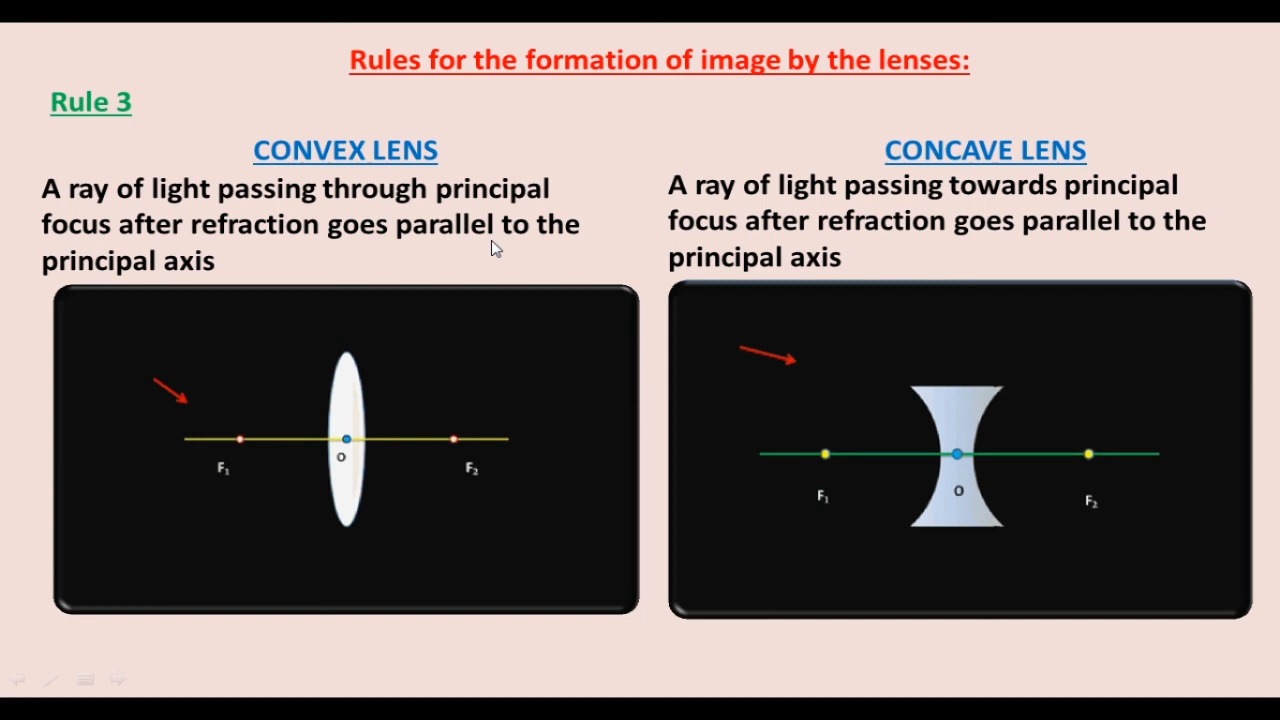 Rules for the formation of image by the lenses:
Rule 3
CONVEX LENS
A ray of light passing through principal
focus after refraction goes parallel to the
principal axis
F₁
O
F₂
CONCAVE LENS
A ray of light passing towards principal
focus after refraction goes parallel to the
principal axis
F₁
O
F₂